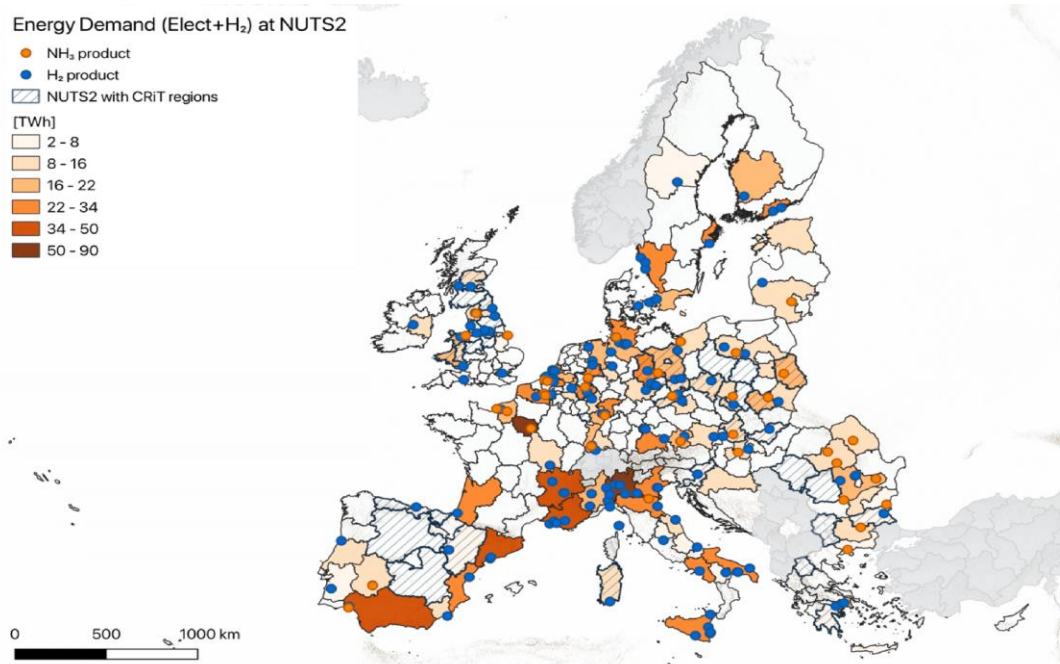 Energy Demand (Elect+H₂) at NUTS2
NH₃ product
H₂ product
NUTS2 with CRiT regions
[TWh]
2 - 8
8 - 16
16 - 22
22 - 34
34 - 50
50 - 90
0 500 1000 km